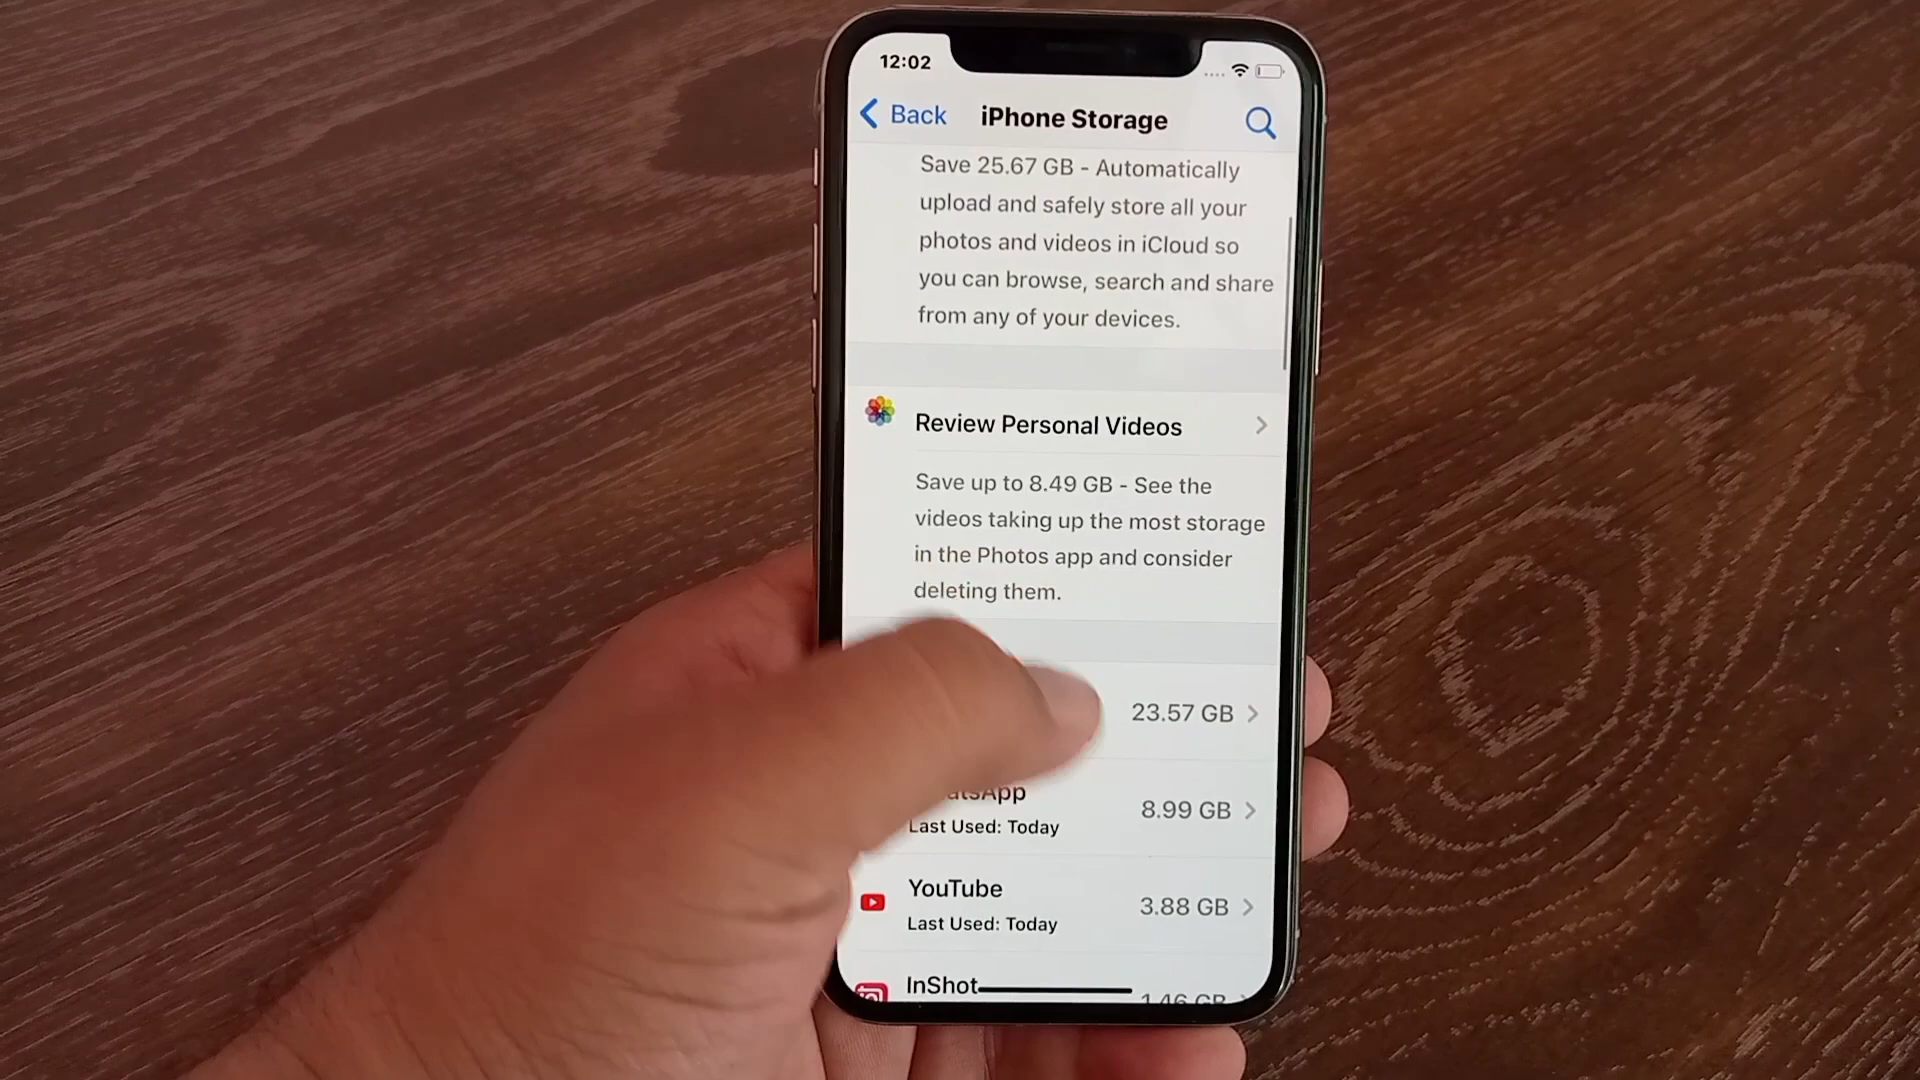 12:02
Back
iPhone Storage
Save 25.67 GB - Automatically
upload and safely store all your
photos and videos in iCloud so
you can browse, search and share
from any of your devices.
Review Personal Videos
Save up to 8.49 GB - See the
videos taking up the most storage
in the Photos app and consider
deleting them.
23.57 GB
atsApp
8.99 GB
Last Used: Today
YouTube
3.88 GB
Last Used: Today
InShot
1.46 GB